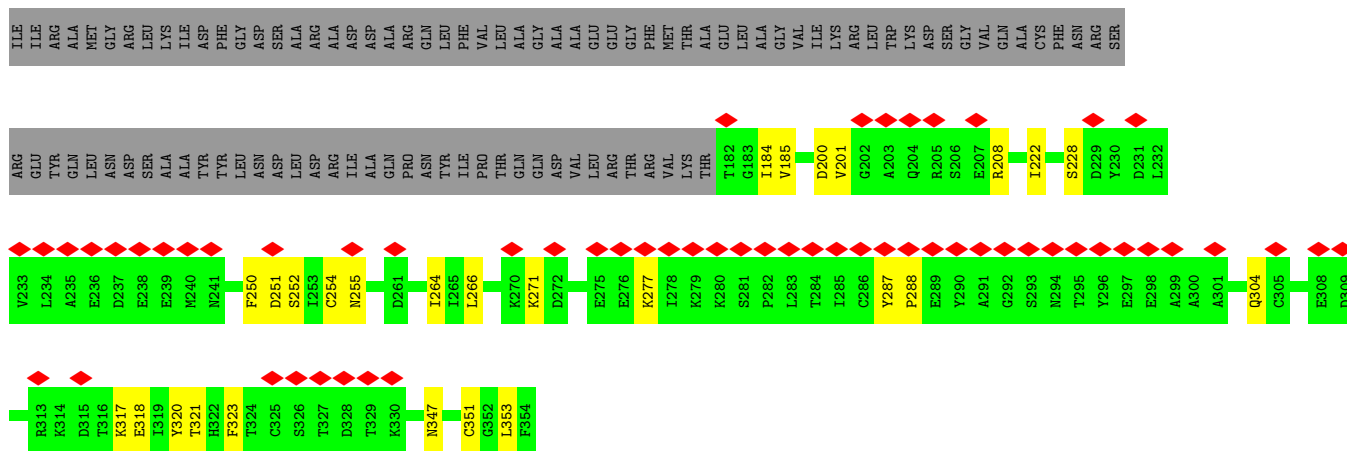 ILE ILE ARG ALA MET GLY ARG LEU LYS ILE ASP PHE GLY ASP SER ALA ARG ALA ASP ASP ALA ARG GLN LEU PHE VAL LEU ALA GLY ALA ALA GLU GLU GLY PHE MET THR ALA GLU LEU ALA GLY VAL ILE LYS ARG LEU TRP LYS ASP SER GLY VAL GLN ALA CYS PHE ASN ARG SER
ARG GLU TYR GLN LEU ASN ASP SER ALA ALA TYR TYR LEU ASN ASP LEU ASP ARG ILE ALA GLN PRO ASN TYR ILE PRO THR GLN GLN ASP VAL LEU ARG THR ARG VAL LYS THR T182 G183 I184 V185 D200 V201 G202 A203 Q204 R205 S206 E207 R208 I222 S228 D229 Y230 D231 L232
V233 L234 A235 E236 D237 E238 E239 M240 N241 F250 D251 S252 I253 C254 N255 D261 I264 I265 L266 K270 K271 D272 E275 E276 K277 I278 K279 K280 S281 P282 L283 T284 I285 C286 Y287 P288 E289 Y290 A291 G292 S293 N294 T295 Y296 E297 E298 A299 A300 A301 Q304 C305 E308 D309
R313 K314 D315 T316 K317 E318 I319 Y320 T321 H322 F323 T324 C325 S326 T327 D328 T329 K330 N347 C351 G352 L353 F354